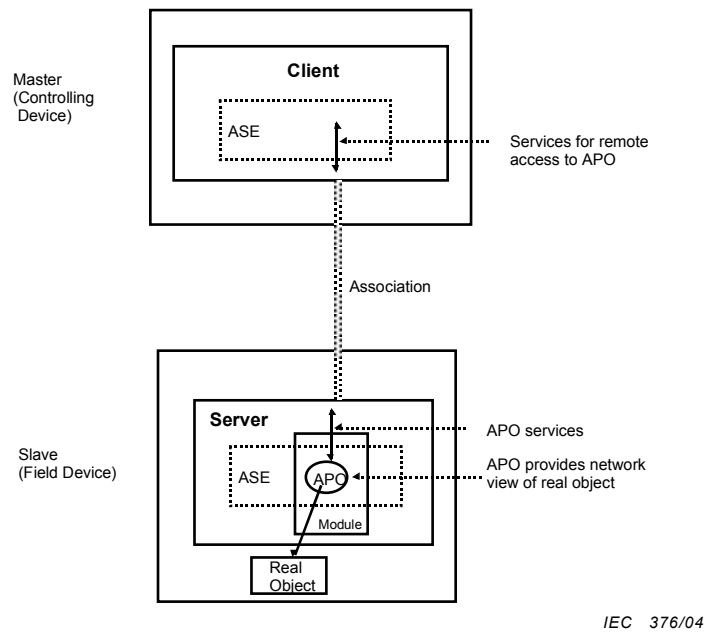 Master
(Controlling
Device)
Client
ASE
Services for remote
access to APO
Association
Slave
(Field Device)
Server
ASE
APO
Module
Real
Object
APO services
APO provides network
view of real object
IEC 376/04